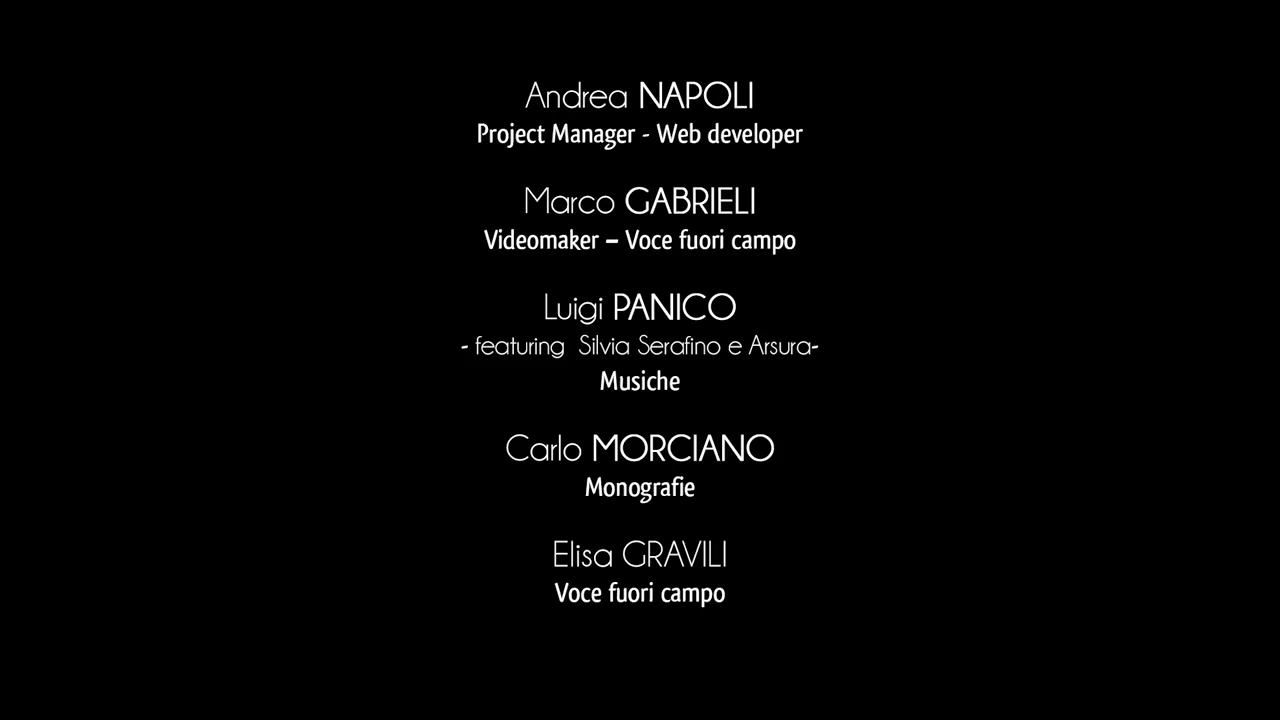 Andrea NAPOLI
Project Manager - Web developer
Marco GABRIELI
Videomaker – Voce fuori campo
Luigi PANICO
- featuring  Silvia Serafino e Arsura-
Musiche
Carlo MORCIANO
Monografie
Elisa GRAVILI
Voce fuori campo